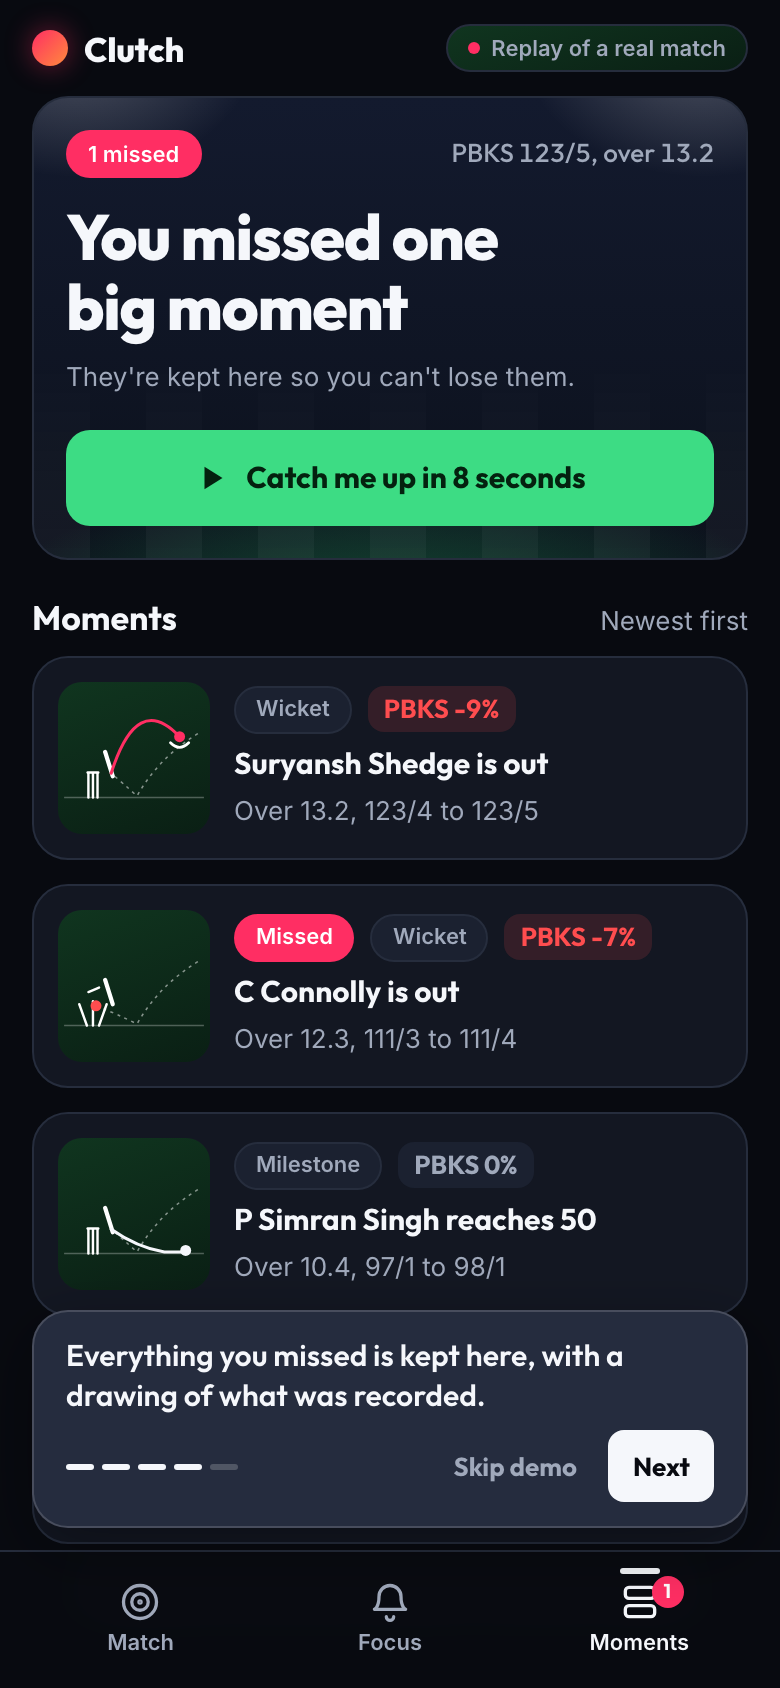 Clutch
Replay of a real match
1 missed
PBKS 123/5, over 13.2
You missed one
big moment
They're kept here so you can't lose them.
Catch me up in 8 seconds
Moments
Newest first
Wicket
PBKS -9%
Suryansh Shedge is out
Over 13.2, 123/4 to 123/5
Missed
Wicket
PBKS -7%
C Connolly is out
Over 12.3, 111/3 to 111/4
Milestone
PBKS 0%
P Simran Singh reaches 50
Over 10.4, 97/1 to 98/1
Everything you missed is kept here, with a
drawing of what was recorded.
Skip demo
Next
Match
Focus
1
Moments